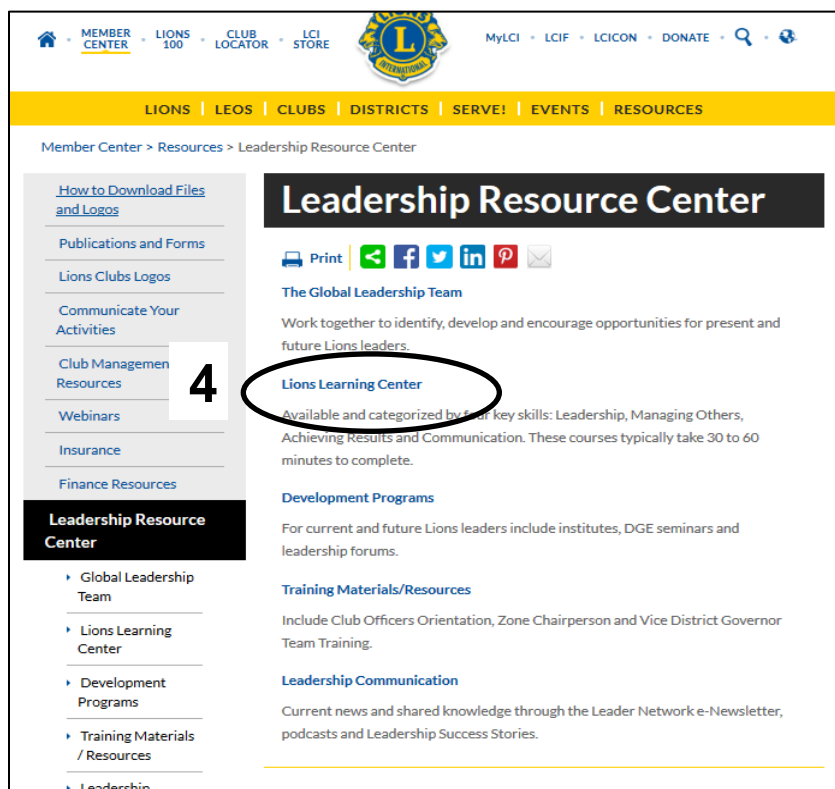 MEMBER CENTER
LIONS 100
CLUB LOCATOR
LCI STORE
LIONS
L
INTERNATIONAL
MyLCI
LCIF
LCICON
DONATE
LIONS | LEOS | CLUBS | DISTRICTS | SERVE! | EVENTS | RESOURCES
Member Center > Resources > Leadership Resource Center
How to Download Files
and Logos
Publications and Forms
Lions Clubs Logos
Communicate Your
Activities
Club Managemen
Resources
Webinars
Insurance
Finance Resources
Leadership Resource
Center
Global Leadership
Team
Lions Learning
Center
Development
Programs
Training Materials
/ Resources
Leadership
4
Leadership Resource Center
Print
The Global Leadership Team
Work together to identify, develop and encourage opportunities for present and
future Lions leaders.
Lions Learning Center
Available and categorized by four key skills: Leadership, Managing Others,
Achieving Results and Communication. These courses typically take 30 to 60
minutes to complete.
Development Programs
For current and future Lions leaders include institutes, DGE seminars and
leadership forums.
Training Materials/Resources
Include Club Officers Orientation, Zone Chairperson and Vice District Governor
Team Training.
Leadership Communication
Current news and shared knowledge through the Leader Network e-Newsletter,
podcasts and Leadership Success Stories.